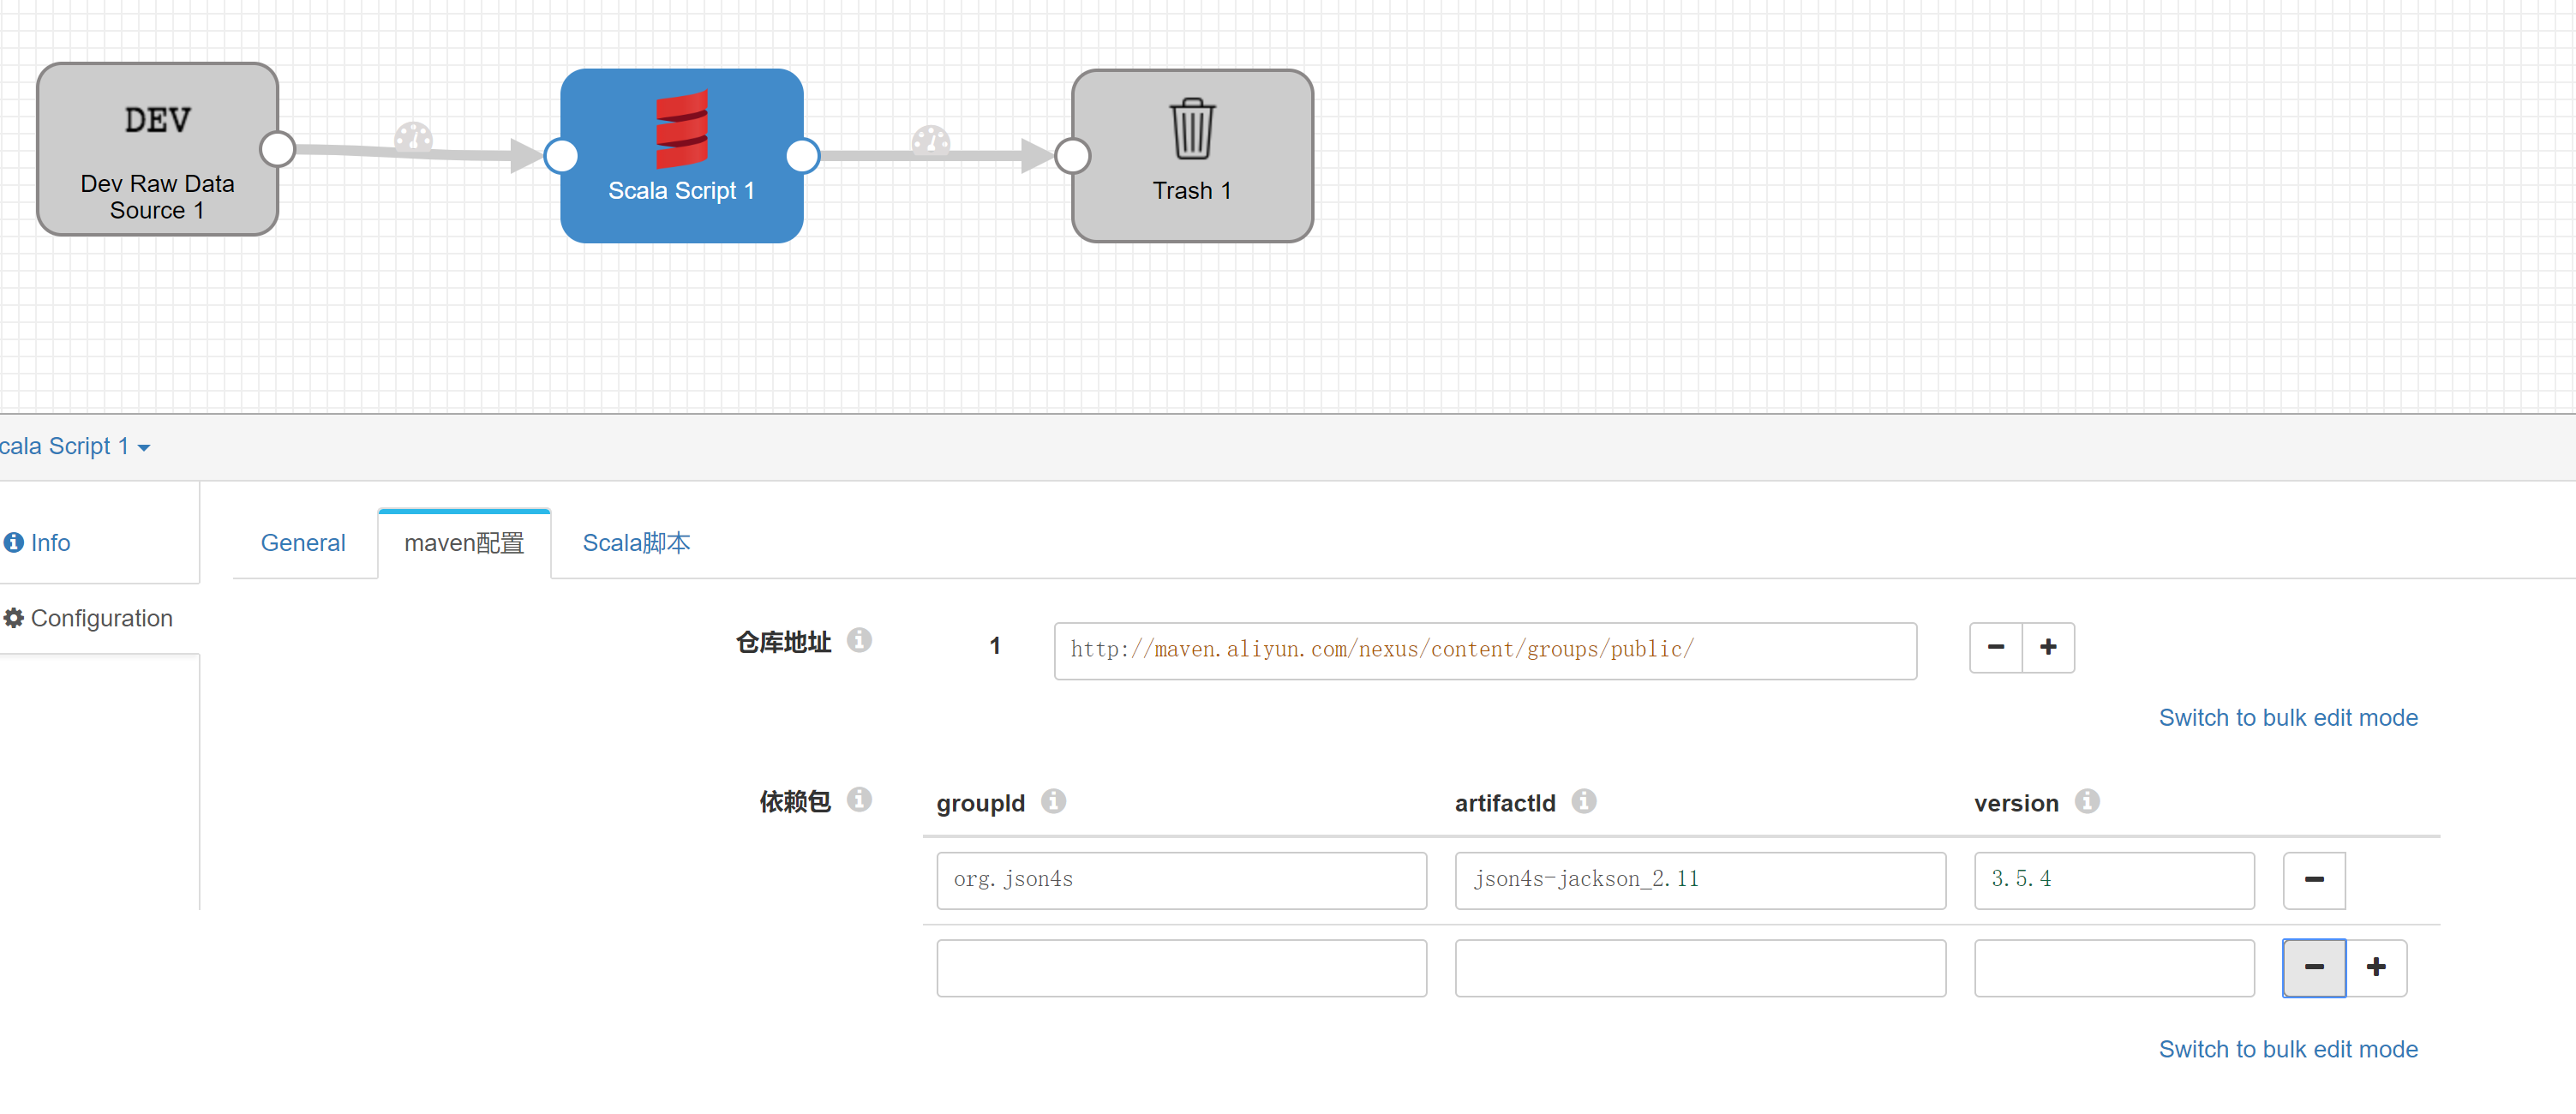 DEV
Dev Raw Data
Source 1
Scala Script 1
Trash 1
cala Script 1
Info
General
maven配置
Scala脚本
Configuration
仓库地址
1
http://maven.aliyun.com/nexus/content/groups/public/
Switch to bulk edit mode
依赖包
groupId
artifactId
version
org.json4s
json4s-jackson_2.11
3.5.4
Switch to bulk edit mode